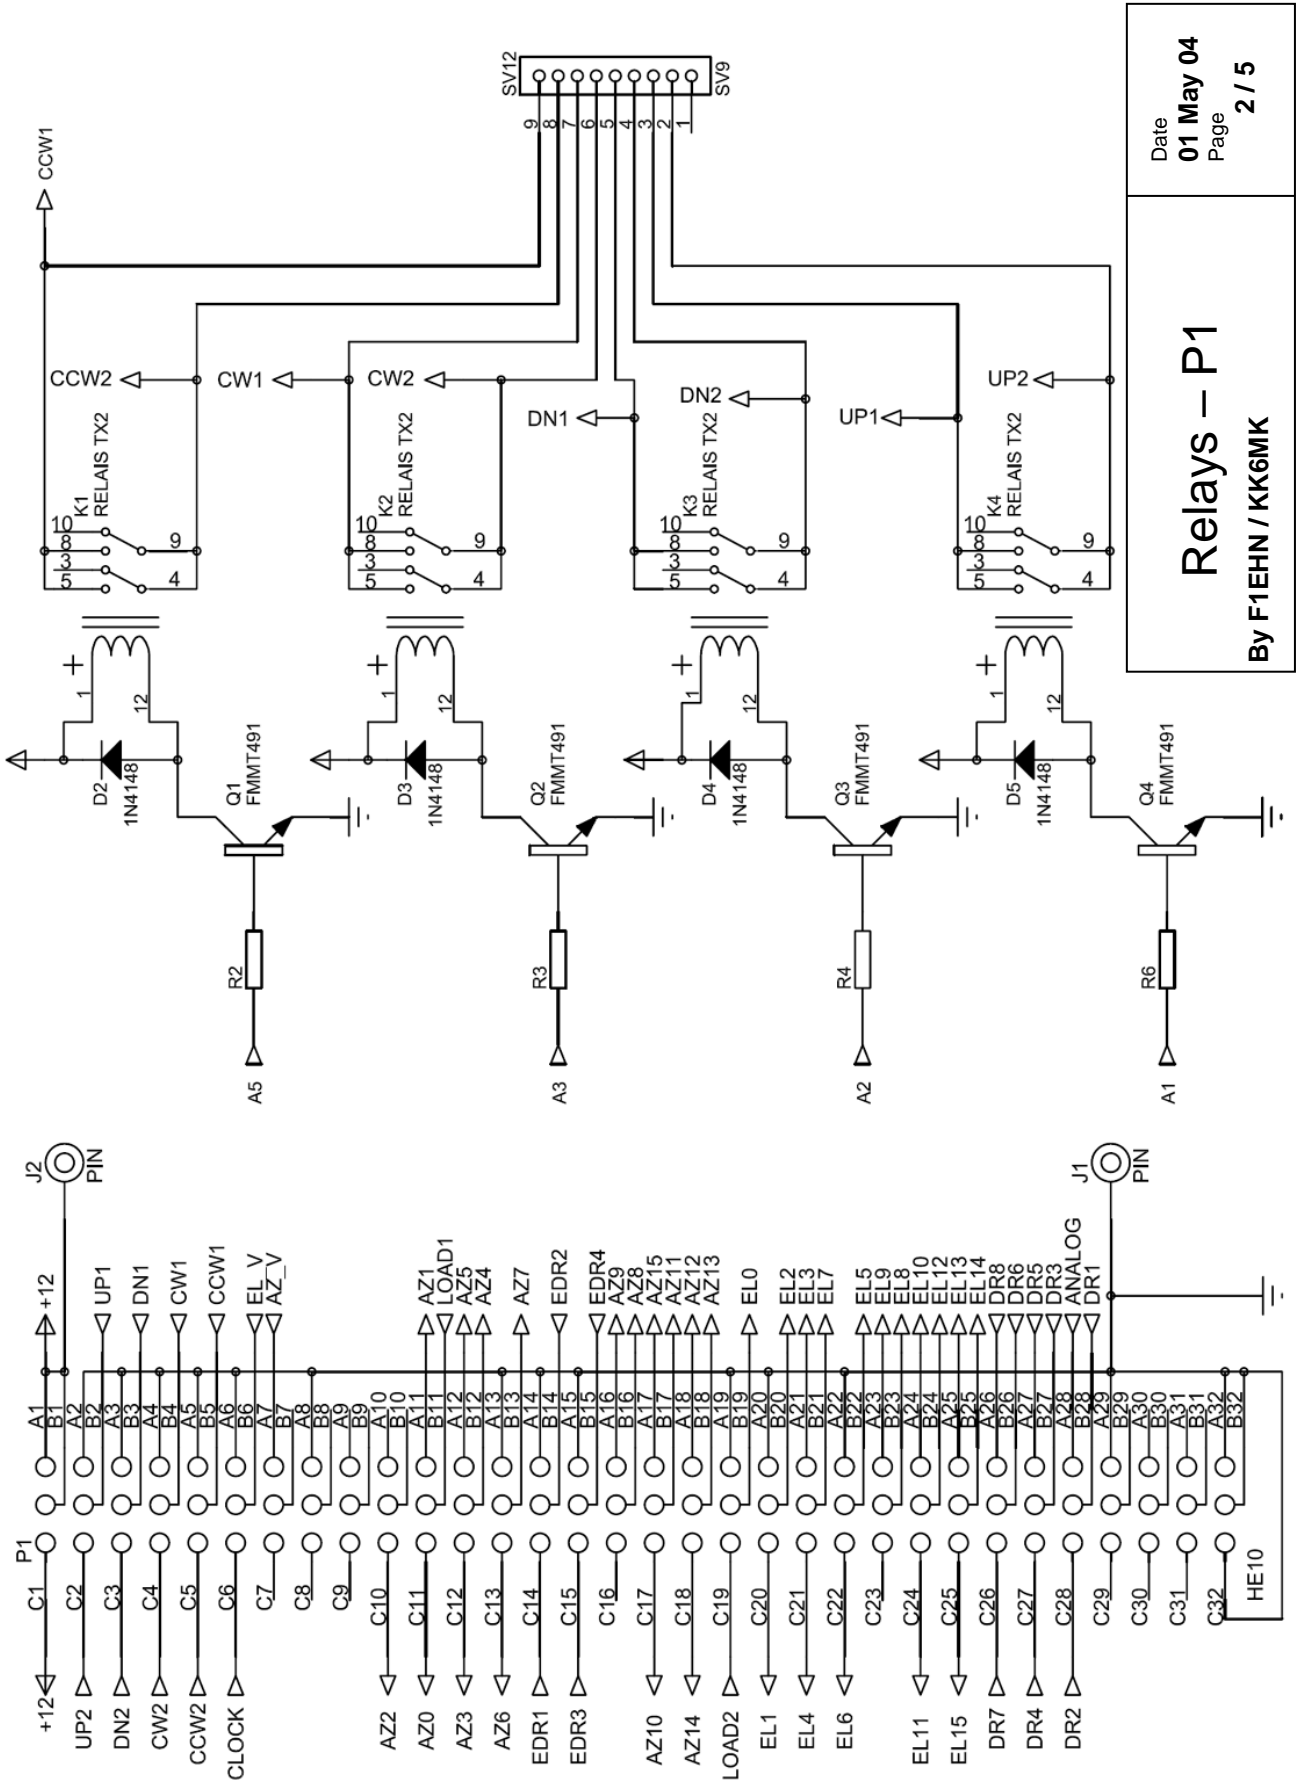 Relays – P1
By F1EHN / KK6MK
Date
01 May 04
Page
2 / 5
P1
C1
C2
C3
C4
C5
C6
C7
C8
C9
C10
C11
C12
C13
C14
C15
C16
C17
C18
C19
C20
C21
C22
C23
C24
C25
C26
C27
C28
C29
C30
C31
C32
HE10
+12
UP2
DN2
CW2
CCW2
CLOCK
AZ2
AZ0
AZ3
AZ6
EDR1
EDR3
AZ10
AZ14
LOAD2
EL1
EL4
EL6
EL11
EL15
DR7
DR4
DR2
A1
B1
A2
B2
A3
B3
A4
B4
A5
B5
A6
B6
A7
B7
A8
B8
A9
B9
A10
B10
A11
B11
A12
B12
A13
B13
A14
B14
A15
B15
A16
B16
A17
B17
A18
B18
A19
B19
A20
B20
A21
B21
A22
B22
A23
B23
A24
B24
A25
B25
A26
B26
A27
B27
A28
B28
A29
B29
A30
B30
A31
B31
A32
B32
+12
UP1
DN1
CW1
CCW1
EL_V
AZ_V
AZ1
LOAD1
AZ5
AZ4
AZ7
EDR2
EDR4
AZ9
AZ8
AZ15
AZ11
AZ12
AZ13
EL0
EL2
EL3
EL7
EL5
EL9
EL8
EL10
EL12
EL13
EL14
DR8
DR6
DR5
DR3
ANALOG
DR1
J2
PIN
J1
PIN
A5
R2
Q1
FMMT491
D2
1N4148
+
1
12
K1
RELAIS TX2
10
8
3
5
9
4
CCW2
CCW1
A3
R3
Q2
FMMT491
D3
1N4148
+
1
12
K2
RELAIS TX2
10
8
3
5
9
4
CW1
CW2
A2
R4
Q3
FMMT491
D4
1N4148
+
1
12
K3
RELAIS TX2
10
8
3
5
9
4
DN1
DN2
A1
R6
Q4
FMMT491
D5
1N4148
+
1
12
K4
RELAIS TX2
10
8
3
5
9
4
UP1
UP2
SV12
9
8
7
6
5
4
3
2
1
SV9